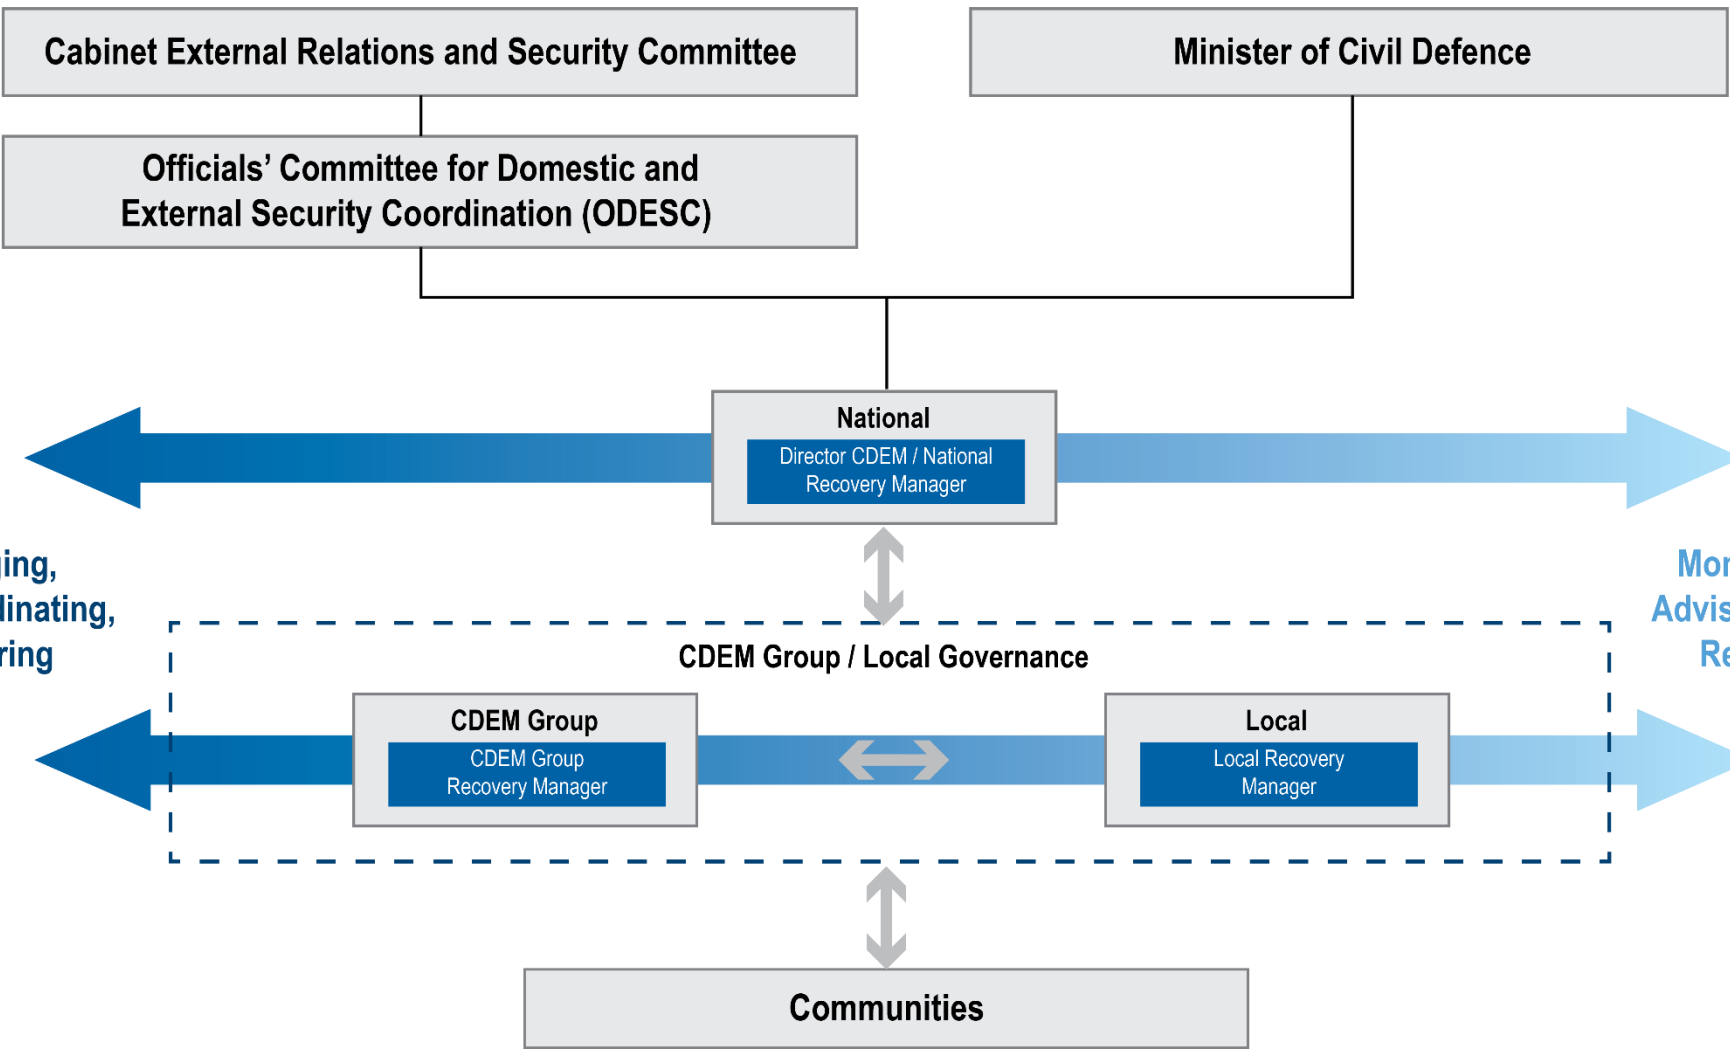 Cabinet External Relations and Security Committee
Minister of Civil Defence
Officials' Committee for Domestic and
External Security Coordination (ODESC)
National
Director CDEM / National
Recovery Manager
CDEM Group / Local Governance
CDEM Group
CDEM Group
Recovery Manager
Local
Local Recovery
Manager
Communities